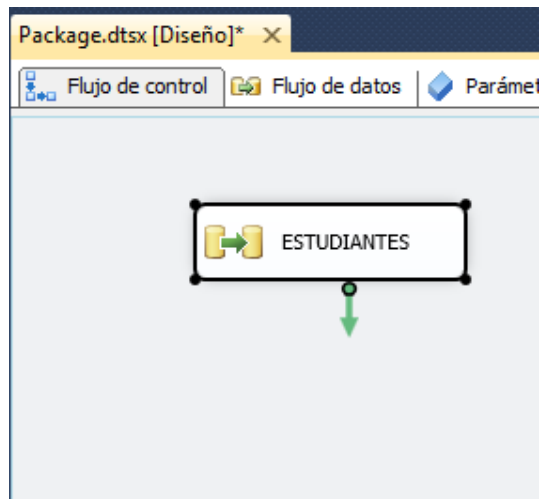 Package.dtsx [Diseño]*
Flujo de control Flujo de datos Parámet
ESTUDIANTES